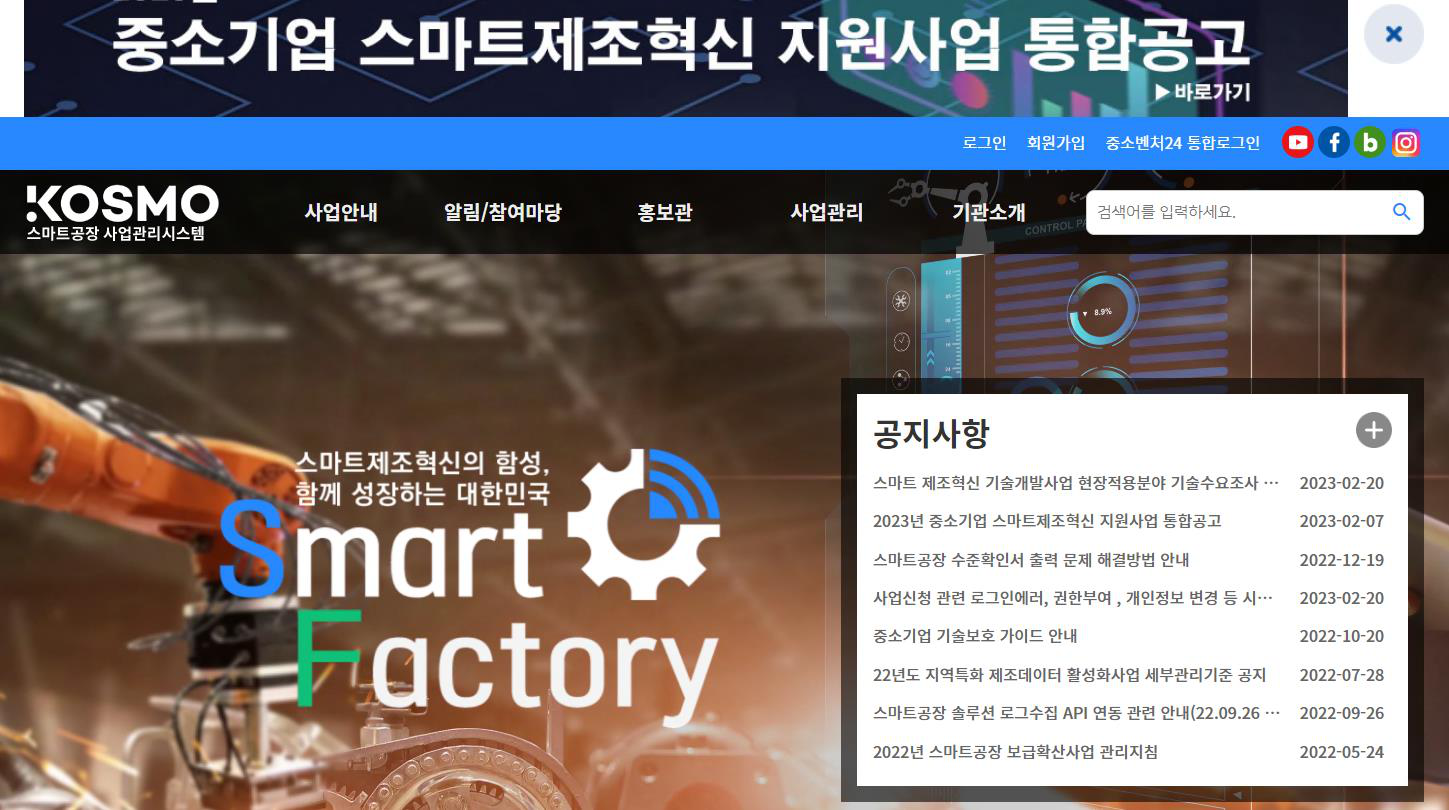 중소기업 스마트제조혁신 지원사업 통합공고
▶바로가기
로그인 회원가입 중소벤처24 통합로그인
b
KOSMO
스마트공장 사업관리시스템
사업안내 알림/참여마당 홍보관 사업관리 기관소개
검색어를 입력하세요.
CONTROL
8.9%
스마트제조혁신의 함성,
함께 성장하는 대한민국
Smart
Factory
공지사항
스마트 제조혁신 기술개발사업 현장적용분야 기술수요조사 … 2023-02-20
2023년 중소기업 스마트제조혁신 지원사업 통합공고 2023-02-07
스마트공장 수준확인서 출력 문제 해결방법 안내 2022-12-19
사업신청 관련 로그인에러, 권한부여 , 개인정보 변경 등 시… 2023-02-20
중소기업 기술보호 가이드 안내 2022-10-20
22년도 지역특화 제조데이터 활성화사업 세부관리기준 공지 2022-07-28
스마트공장 솔루션 로그수집 API 연동 관련 안내(22.09.26 … 2022-09-26
2022년 스마트공장 보급확산사업 관리지침 2022-05-24